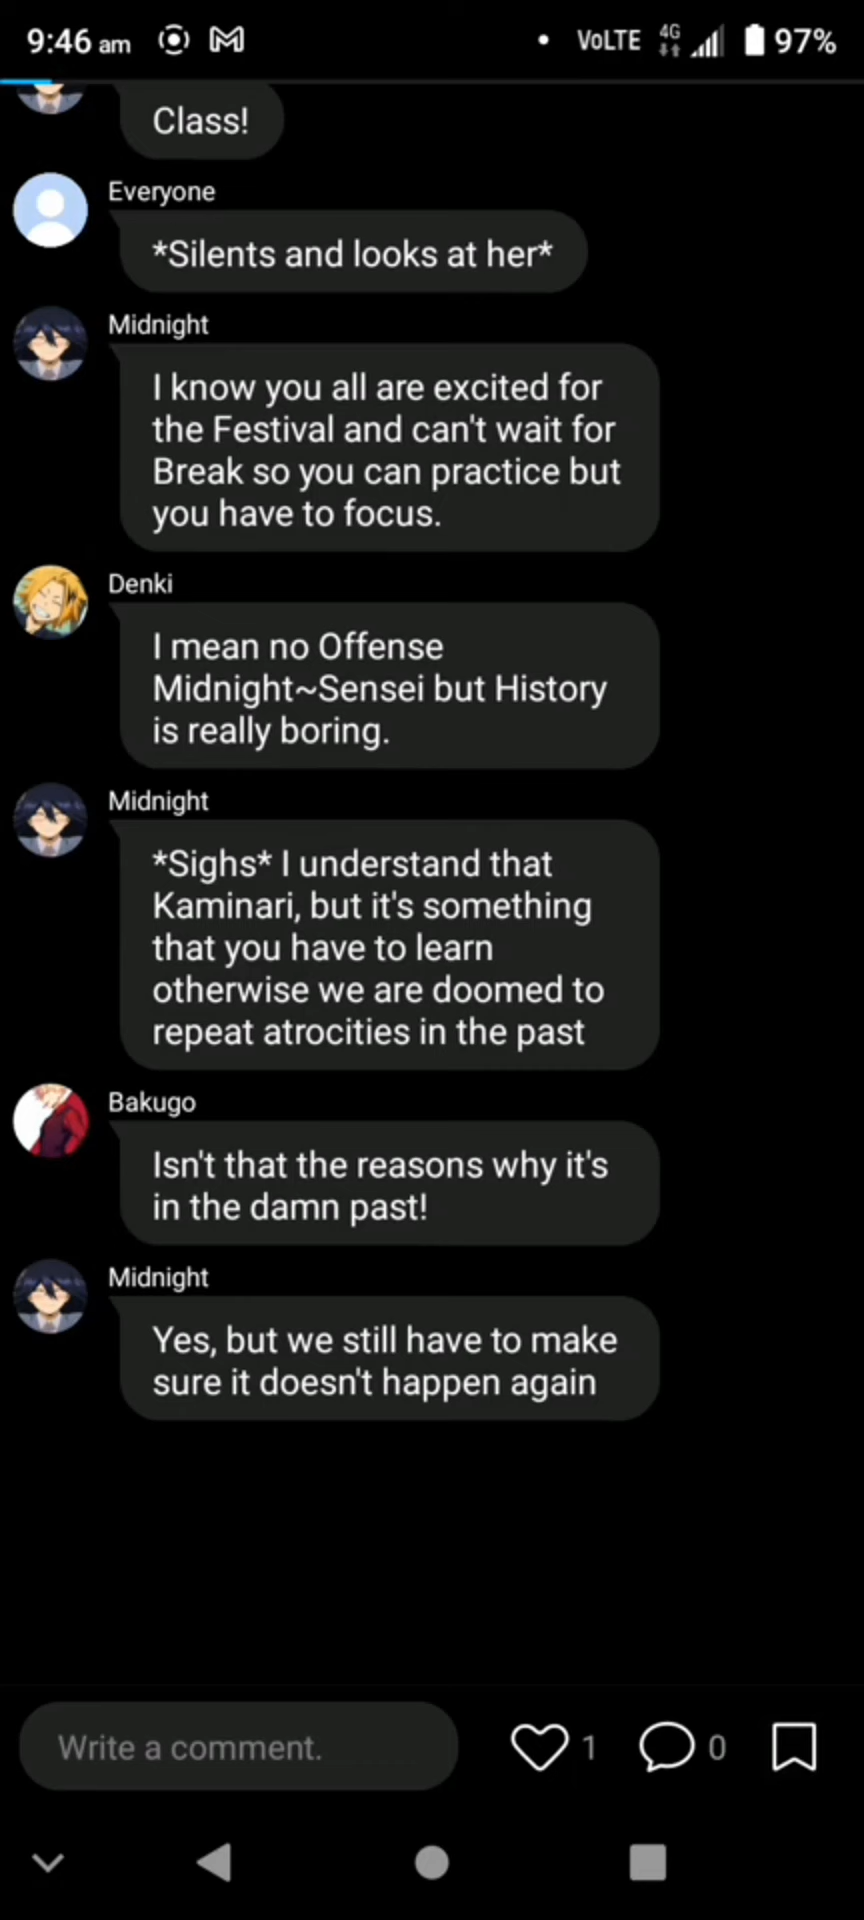 9:46 am VoLTE 4G 97%
Class!
Everyone
*Silents and looks at her*
Midnight
I know you all are excited for
the Festival and can't wait for
Break so you can practice but
you have to focus.
Denki
I mean no Offense
Midnight~Sensei but History
is really boring.
Midnight
*Sighs* I understand that
Kaminari, but it's something
that you have to learn
otherwise we are doomed to
repeat atrocities in the past
Bakugo
Isn't that the reasons why it's
in the damn past!
Midnight
Yes, but we still have to make
sure it doesn't happen again
Write a comment. 1 0